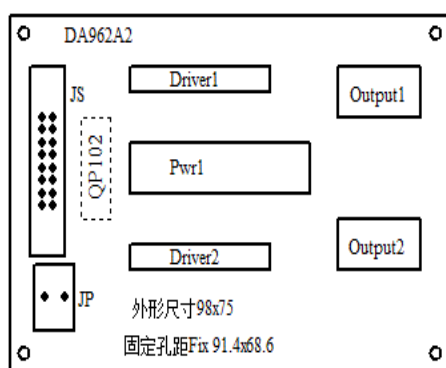 DA962A2
JS
QP102
Driver1
Output1
Pwr1
Driver2
Output2
JP
外形尺寸98x75
固定孔距Fix 91.4x68.6